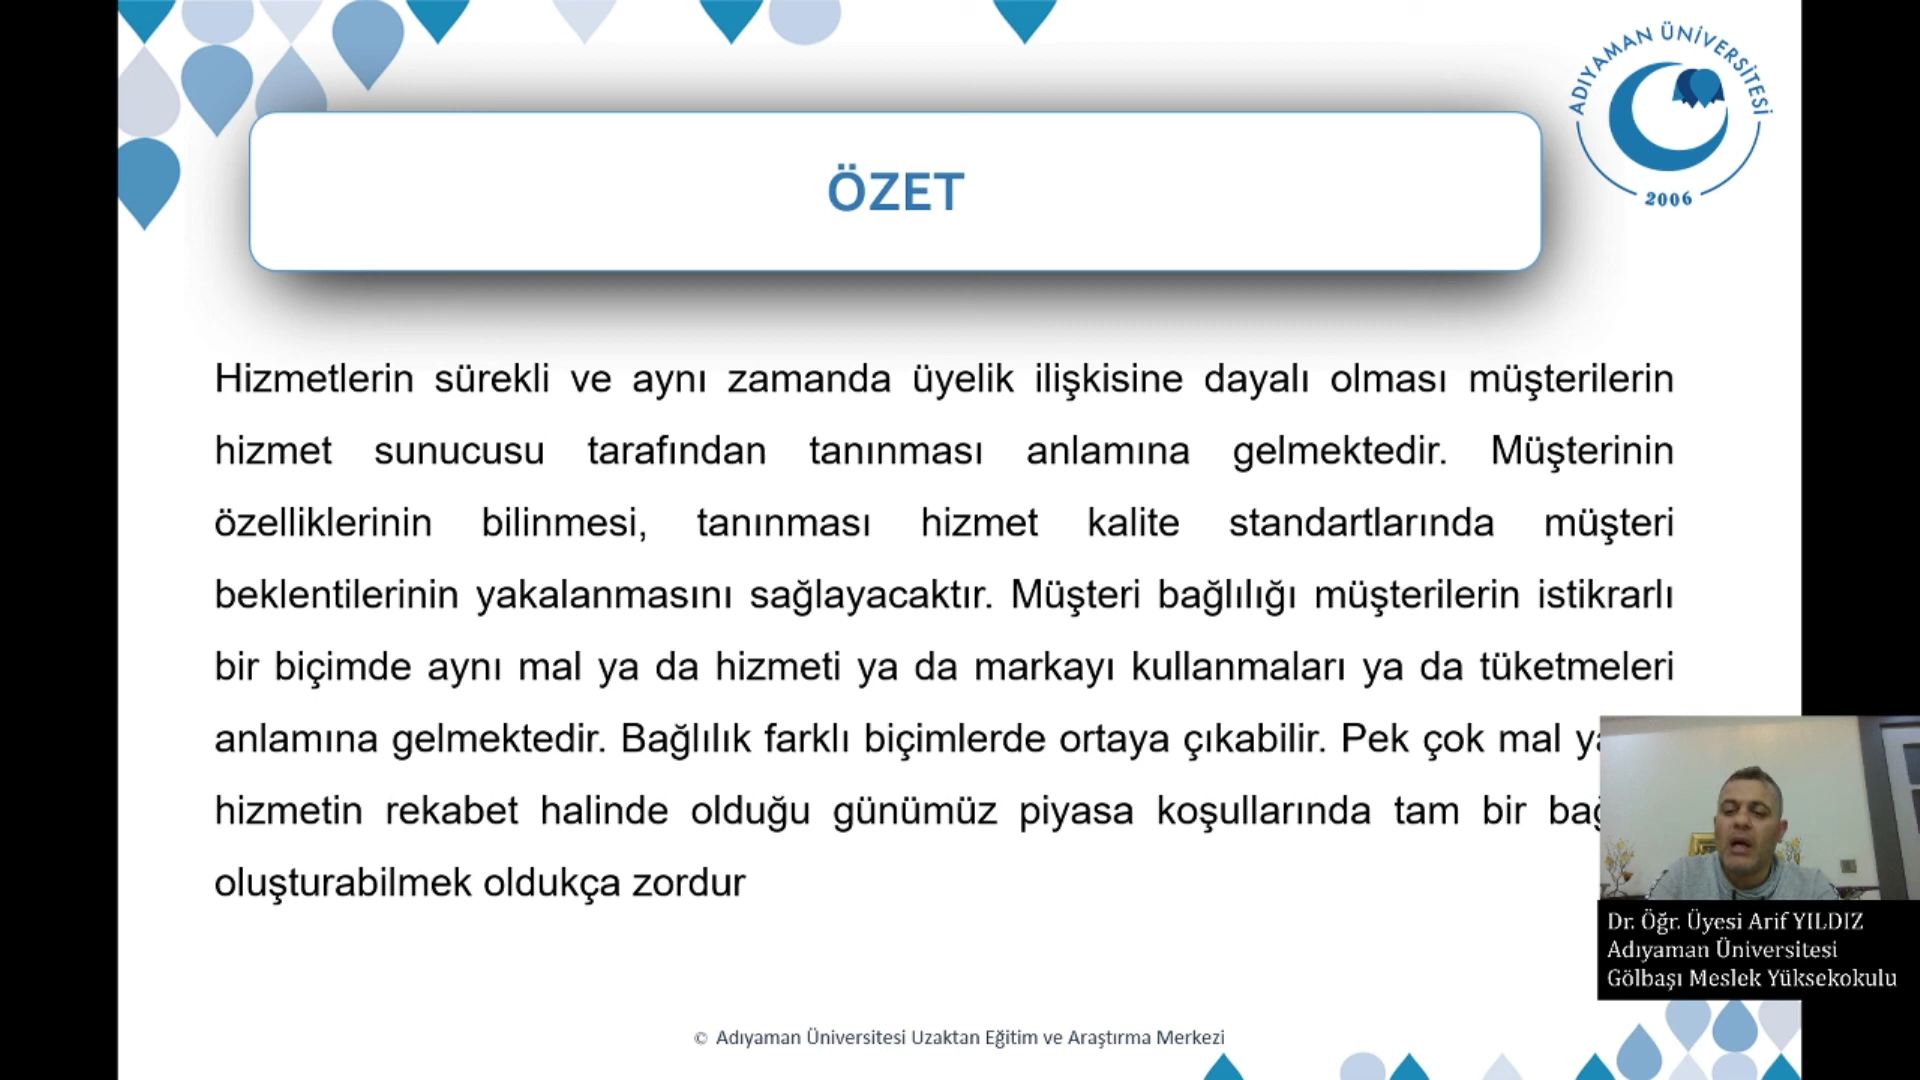 ADIYAMAN ÜNİVERSİTESİ
2006
ÖZET
Hizmetlerin sürekli ve aynı zamanda üyelik ilişkisine dayalı olması müşterilerin
hizmet sunucusu tarafından tanınması anlamına gelmektedir. Müşterinin
özelliklerinin bilinmesi, tanınması hizmet kalite standartlarında müşteri
beklentilerinin yakalanmasını sağlayacaktır. Müşteri bağlılığı müşterilerin istikrarlı
bir biçimde aynı mal ya da hizmeti ya da markayı kullanmaları ya da tüketmeleri
anlamına gelmektedir. Bağlılık farklı biçimlerde ortaya çıkabilir. Pek çok mal
hizmetin rekabet halinde olduğu günümüz piyasa koşullarında tam bir
oluşturabilmek oldukça zordur
Dr. Öğr. Üyesi Arif YILDIZ
Adıyaman Üniversitesi
Gölbaşı Meslek Yüksekokulu
© Adıyaman Üniversitesi Uzaktan Eğitim ve Araştırma Merkezi